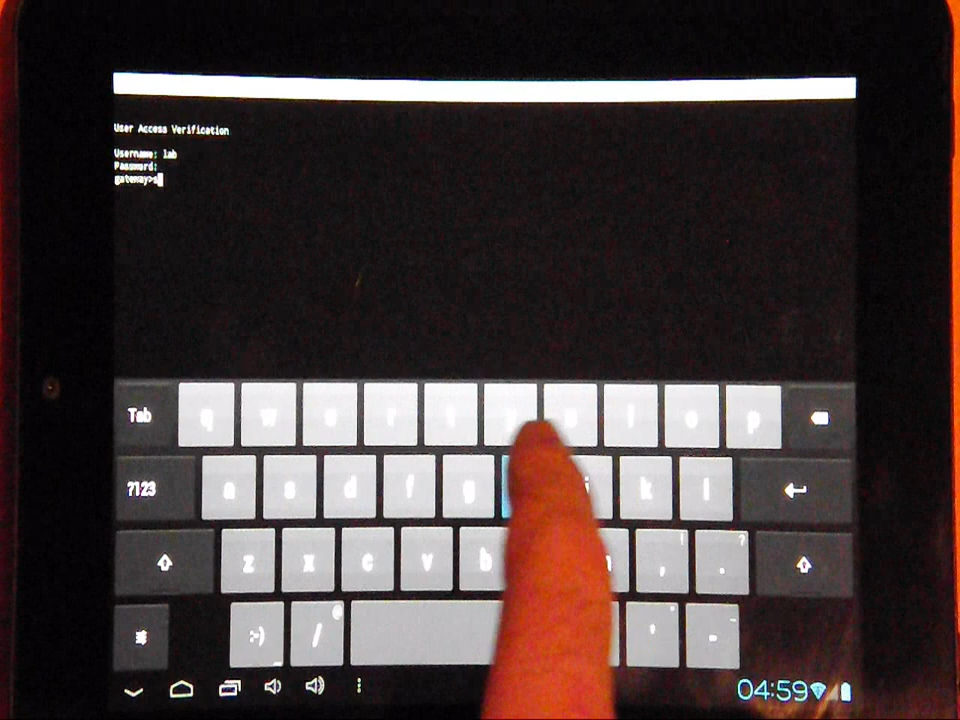 User Access Verification
Username: lab
Password:
gateway>s
Tab q w e r t y u i o p
?123 a s d f g j k l
z x c v b m , ! . ?
:-) / @ ' " - _
04:59